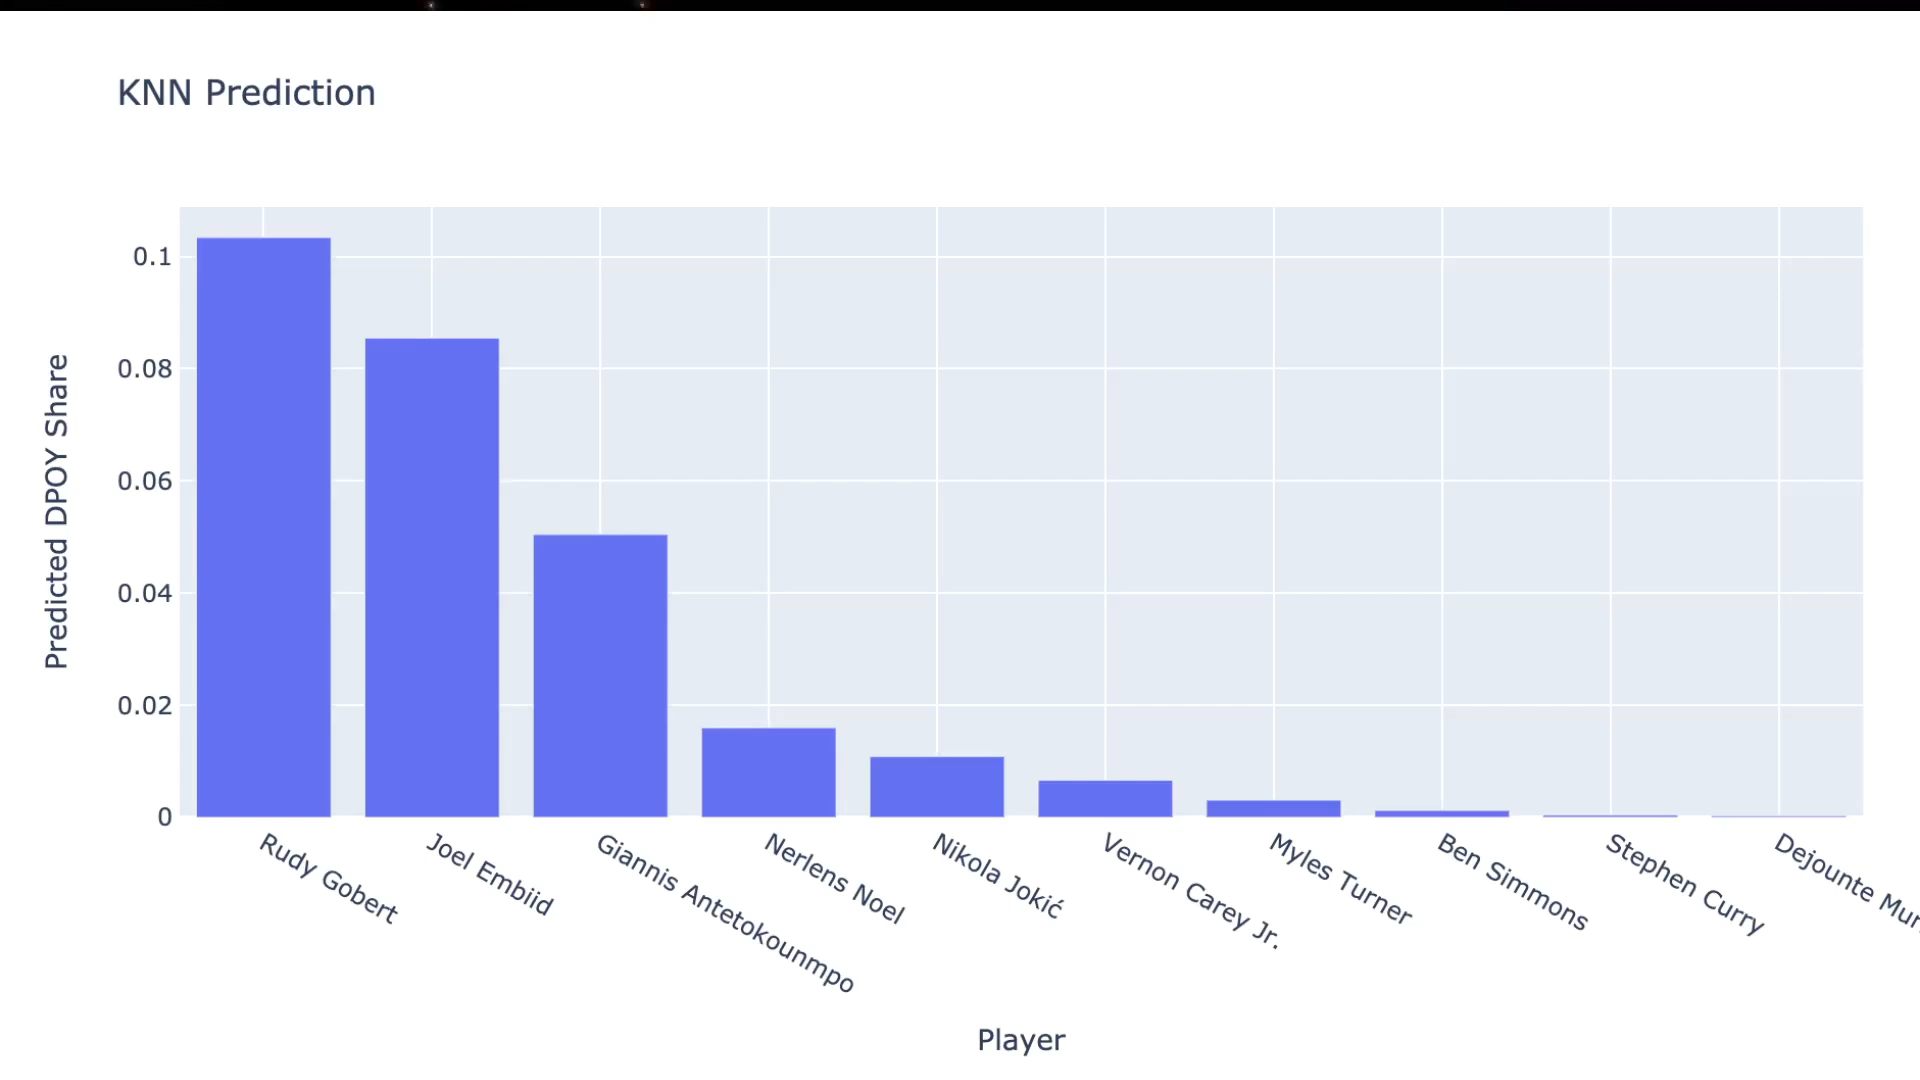 KNN Prediction
Predicted DPOY Share
0.1
0.08
0.06
0.04
0.02
0
Rudy Gobert
Joel Embiid
Giannis Antetokounmpo
Nerlens Noel
Nikola Jokić
Vernon Carey Jr.
Myles Turner
Ben Simmons
Stephen Curry
Dejounte
Player